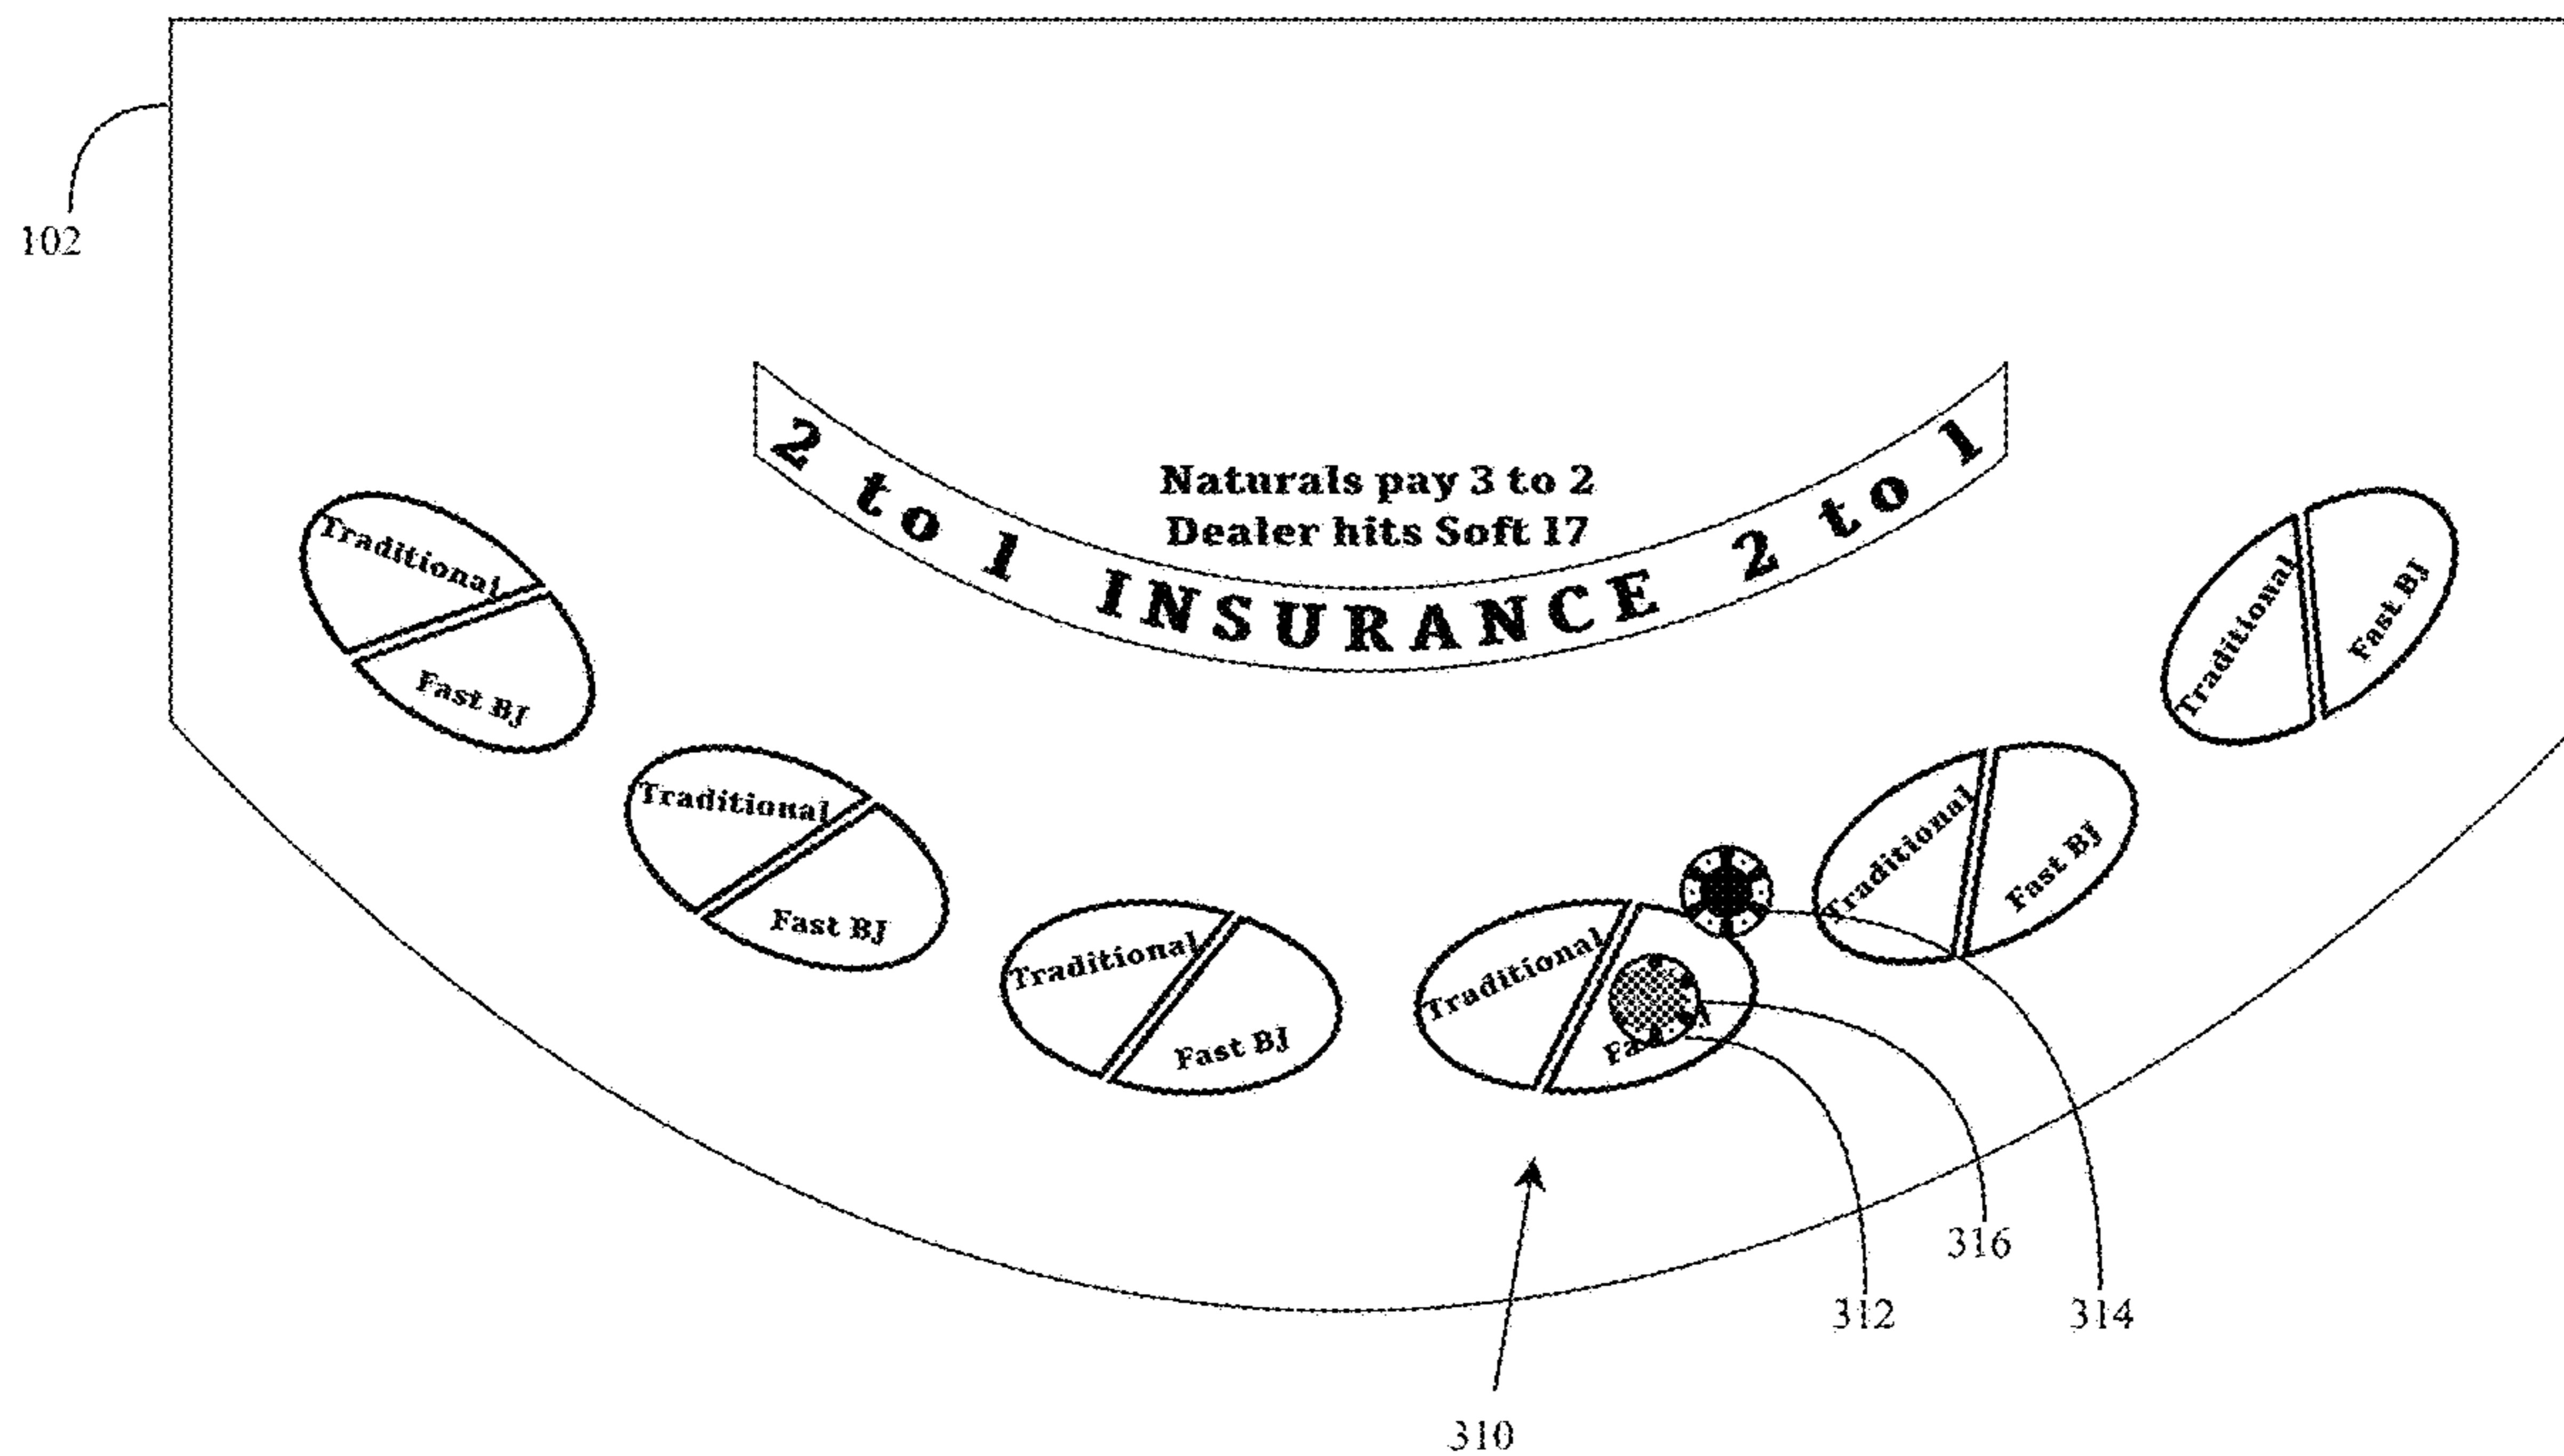 102
Naturals pay 3 to 2
Dealer hits Soft 17
2 to 1 INSURANCE 2 to 1
Traditional
Fast BJ
Traditional
Fast BJ
Traditional
Fast BJ
Traditional
Traditional
Fast BJ
Traditional
Fast BJ
316
312
314
310